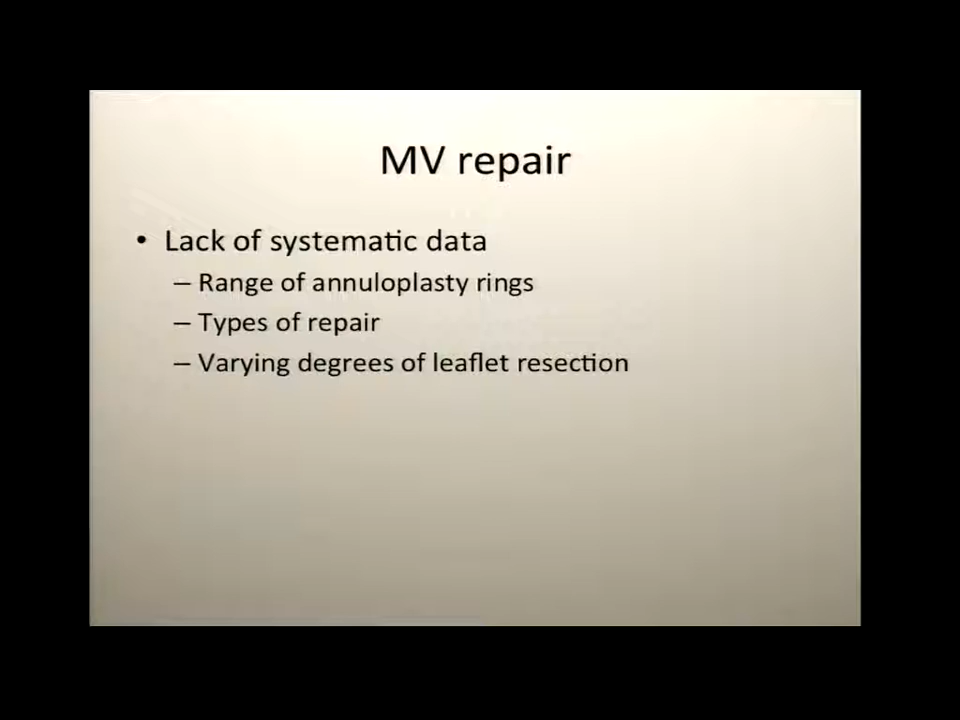 MV repair
• Lack of systematic data
– Range of annuloplasty rings
– Types of repair
– Varying degrees of leaflet resection